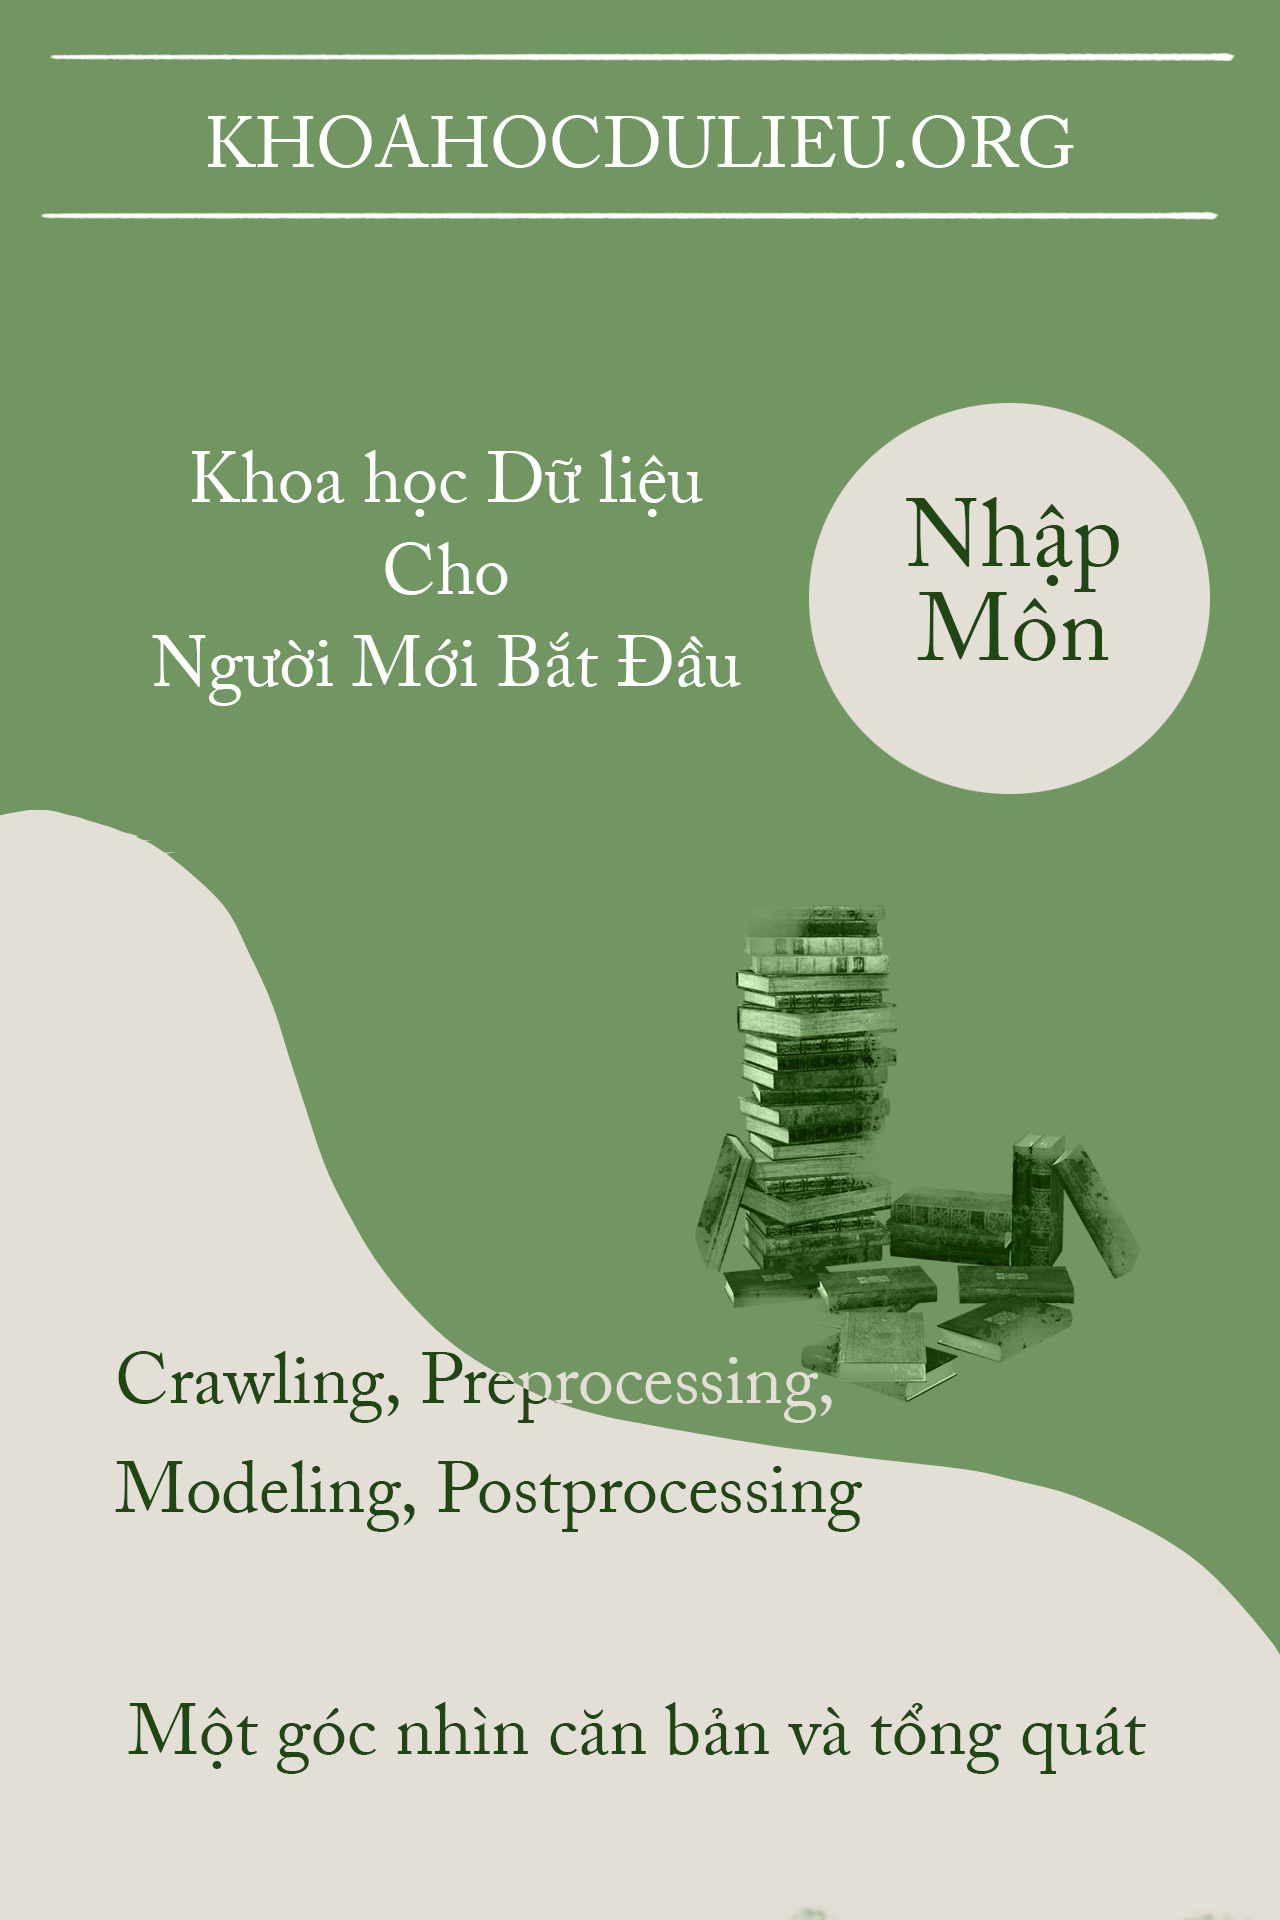 KHOAHOCDULIEU.ORG
Khoa học Dữ liệu
Cho
Người Mới Bắt Đầu
Nhập
Môn
Crawling, Preprocessing,
Modeling, Postprocessing
Một góc nhìn căn bản và tổng quát